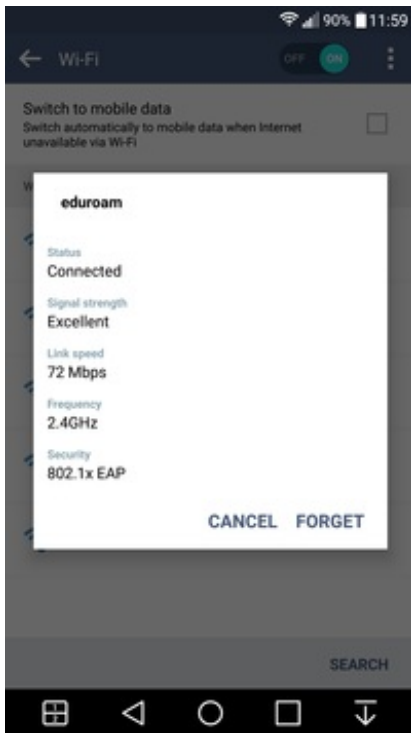 90% 11:59
Wi-Fi OFF ON
Switch to mobile data
Switch automatically to mobile data when Internet
unavailable via Wi-Fi
eduroam
Status
Connected
Signal strength
Excellent
Link speed
72 Mbps
Frequency
2.4GHz
Security
802.1x EAP
CANCEL FORGET
SEARCH